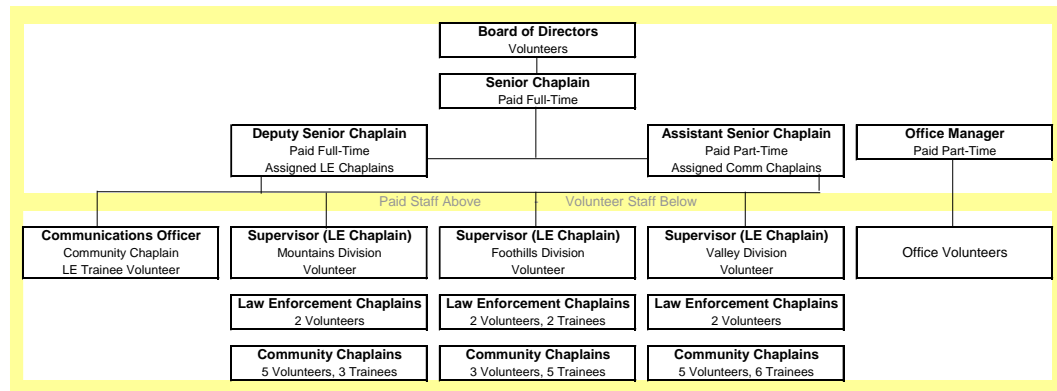 Board of Directors
Volunteers
Senior Chaplain
Paid Full-Time
Deputy Senior Chaplain
Paid Full-Time
Assigned LE Chaplains
Assistant Senior Chaplain
Paid Part-Time
Assigned Comm Chaplains
Office Manager
Paid Part-Time
Paid Staff Above - Volunteer Staff Below
Communications Officer
Community Chaplain
LE Trainee Volunteer
Supervisor (LE Chaplain)
Mountains Division
Volunteer
Supervisor (LE Chaplain)
Foothills Division
Volunteer
Supervisor (LE Chaplain)
Valley Division
Volunteer
Office Volunteers
Law Enforcement Chaplains
2 Volunteers
Law Enforcement Chaplains
2 Volunteers, 2 Trainees
Law Enforcement Chaplains
2 Volunteers
Community Chaplains
5 Volunteers, 3 Trainees
Community Chaplains
3 Volunteers, 5 Trainees
Community Chaplains
5 Volunteers, 6 Trainees